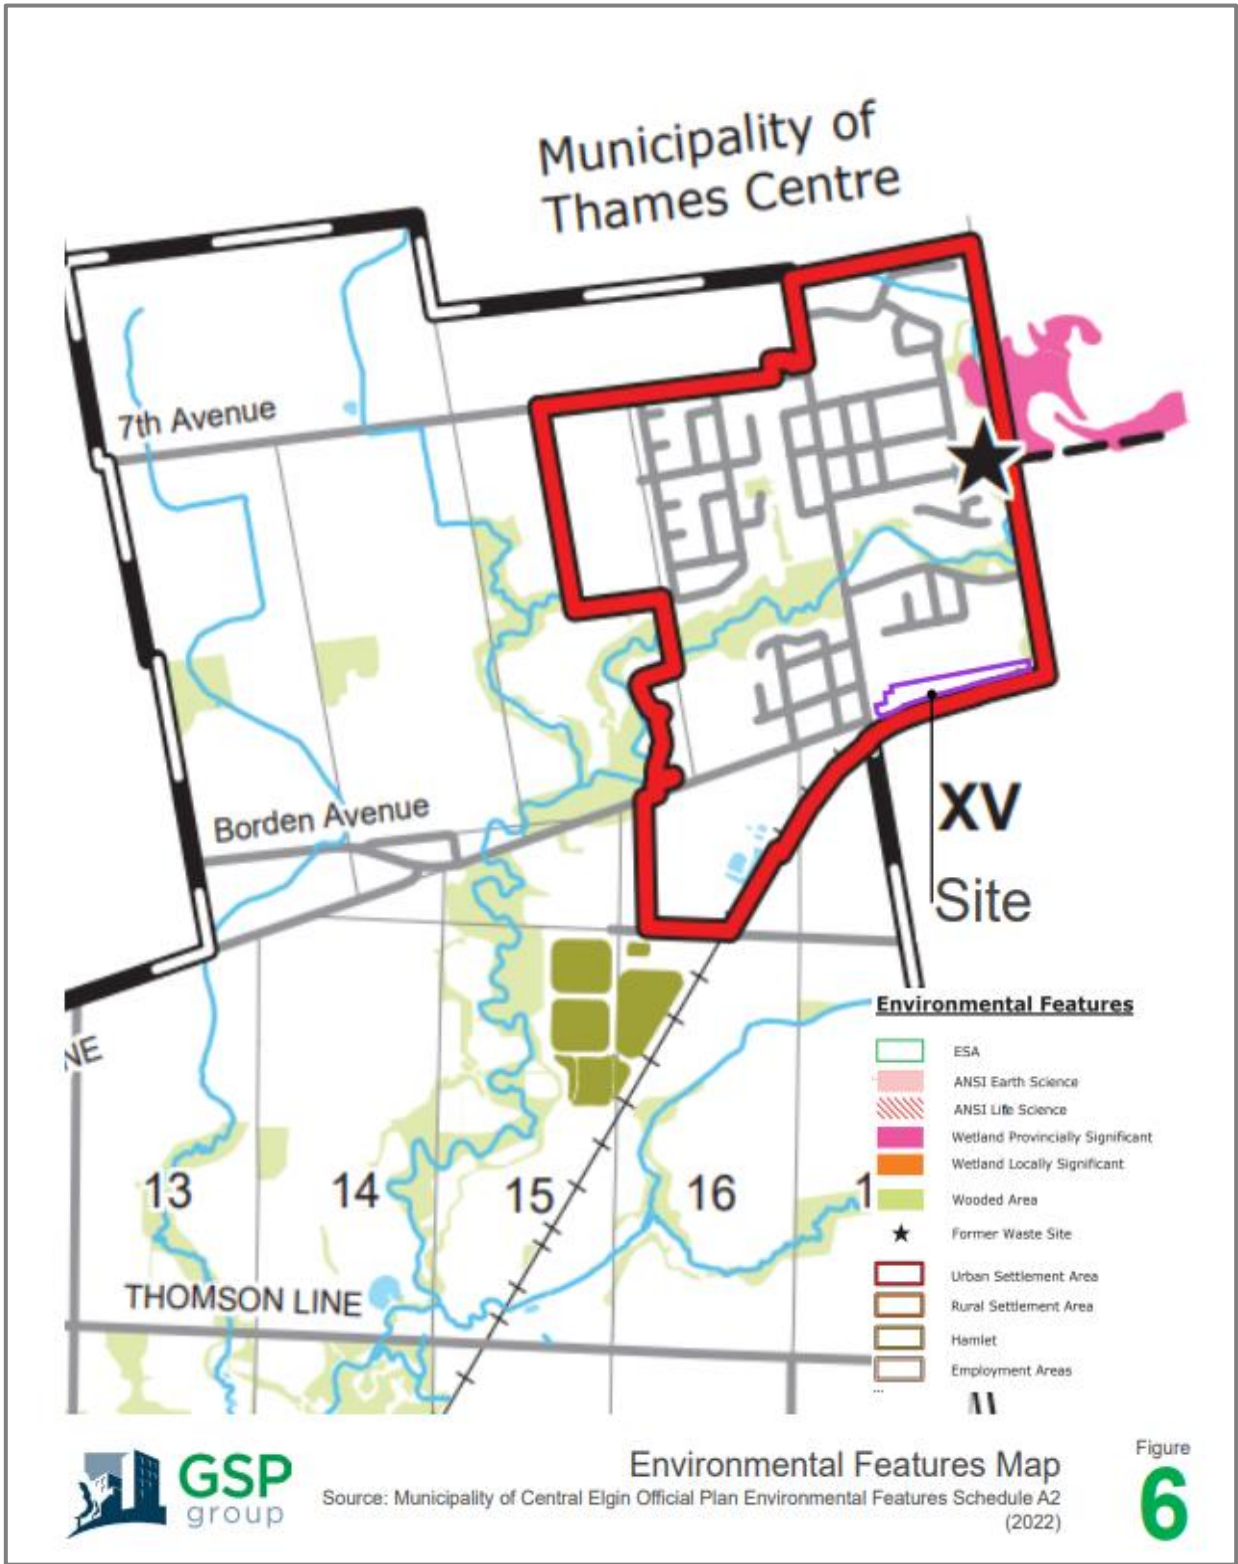 Municipality of
Thames Centre
7th Avenue
Borden Avenue
XV
Site
NE
Environmental Features
ESA
ANSI Earth Science
ANSI Life Science
Wetland Provincially Significant
Wetland Locally Significant
Wooded Area
Former Waste Site
Urban Settlement Area
Rural Settlement Area
Hamlet
Employment Areas
...
13 14 15 16 1
THOMSON LINE
GSP
group
Environmental Features Map
Source: Municipality of Central Elgin Official Plan Environmental Features Schedule A2
(2022)
Figure
6